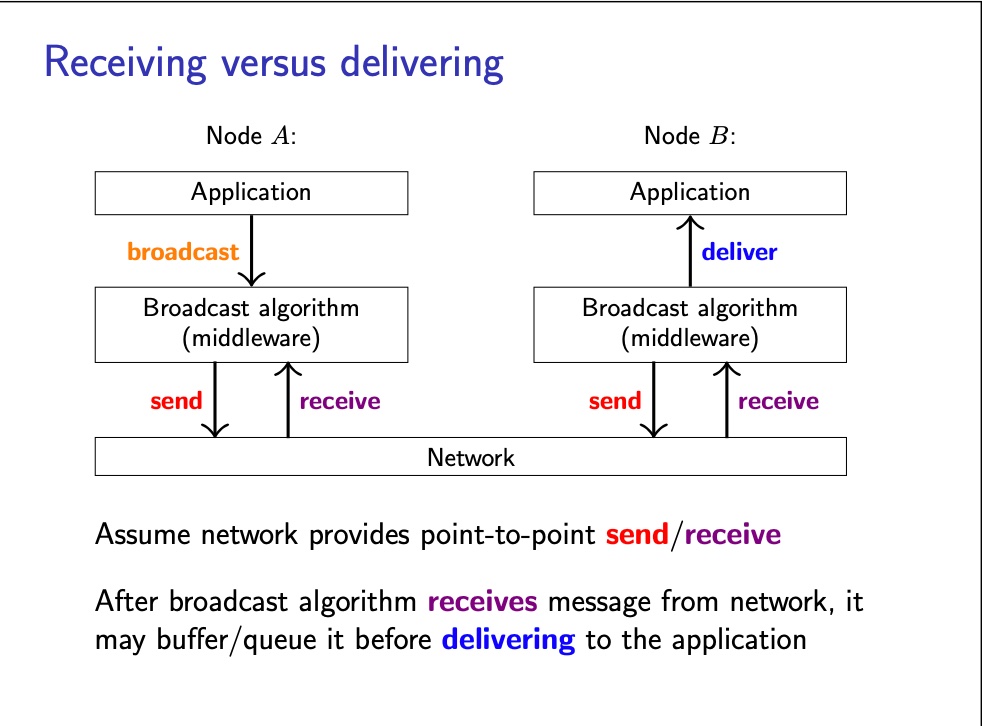 Receiving versus delivering
Node A:
Node B:
Application
Application
broadcast
deliver
Broadcast algorithm
(middleware)
Broadcast algorithm
(middleware)
send
receive
send
receive
Network
Assume network provides point-to-point send/receive
After broadcast algorithm receives message from network, it
may buffer/queue it before delivering to the application